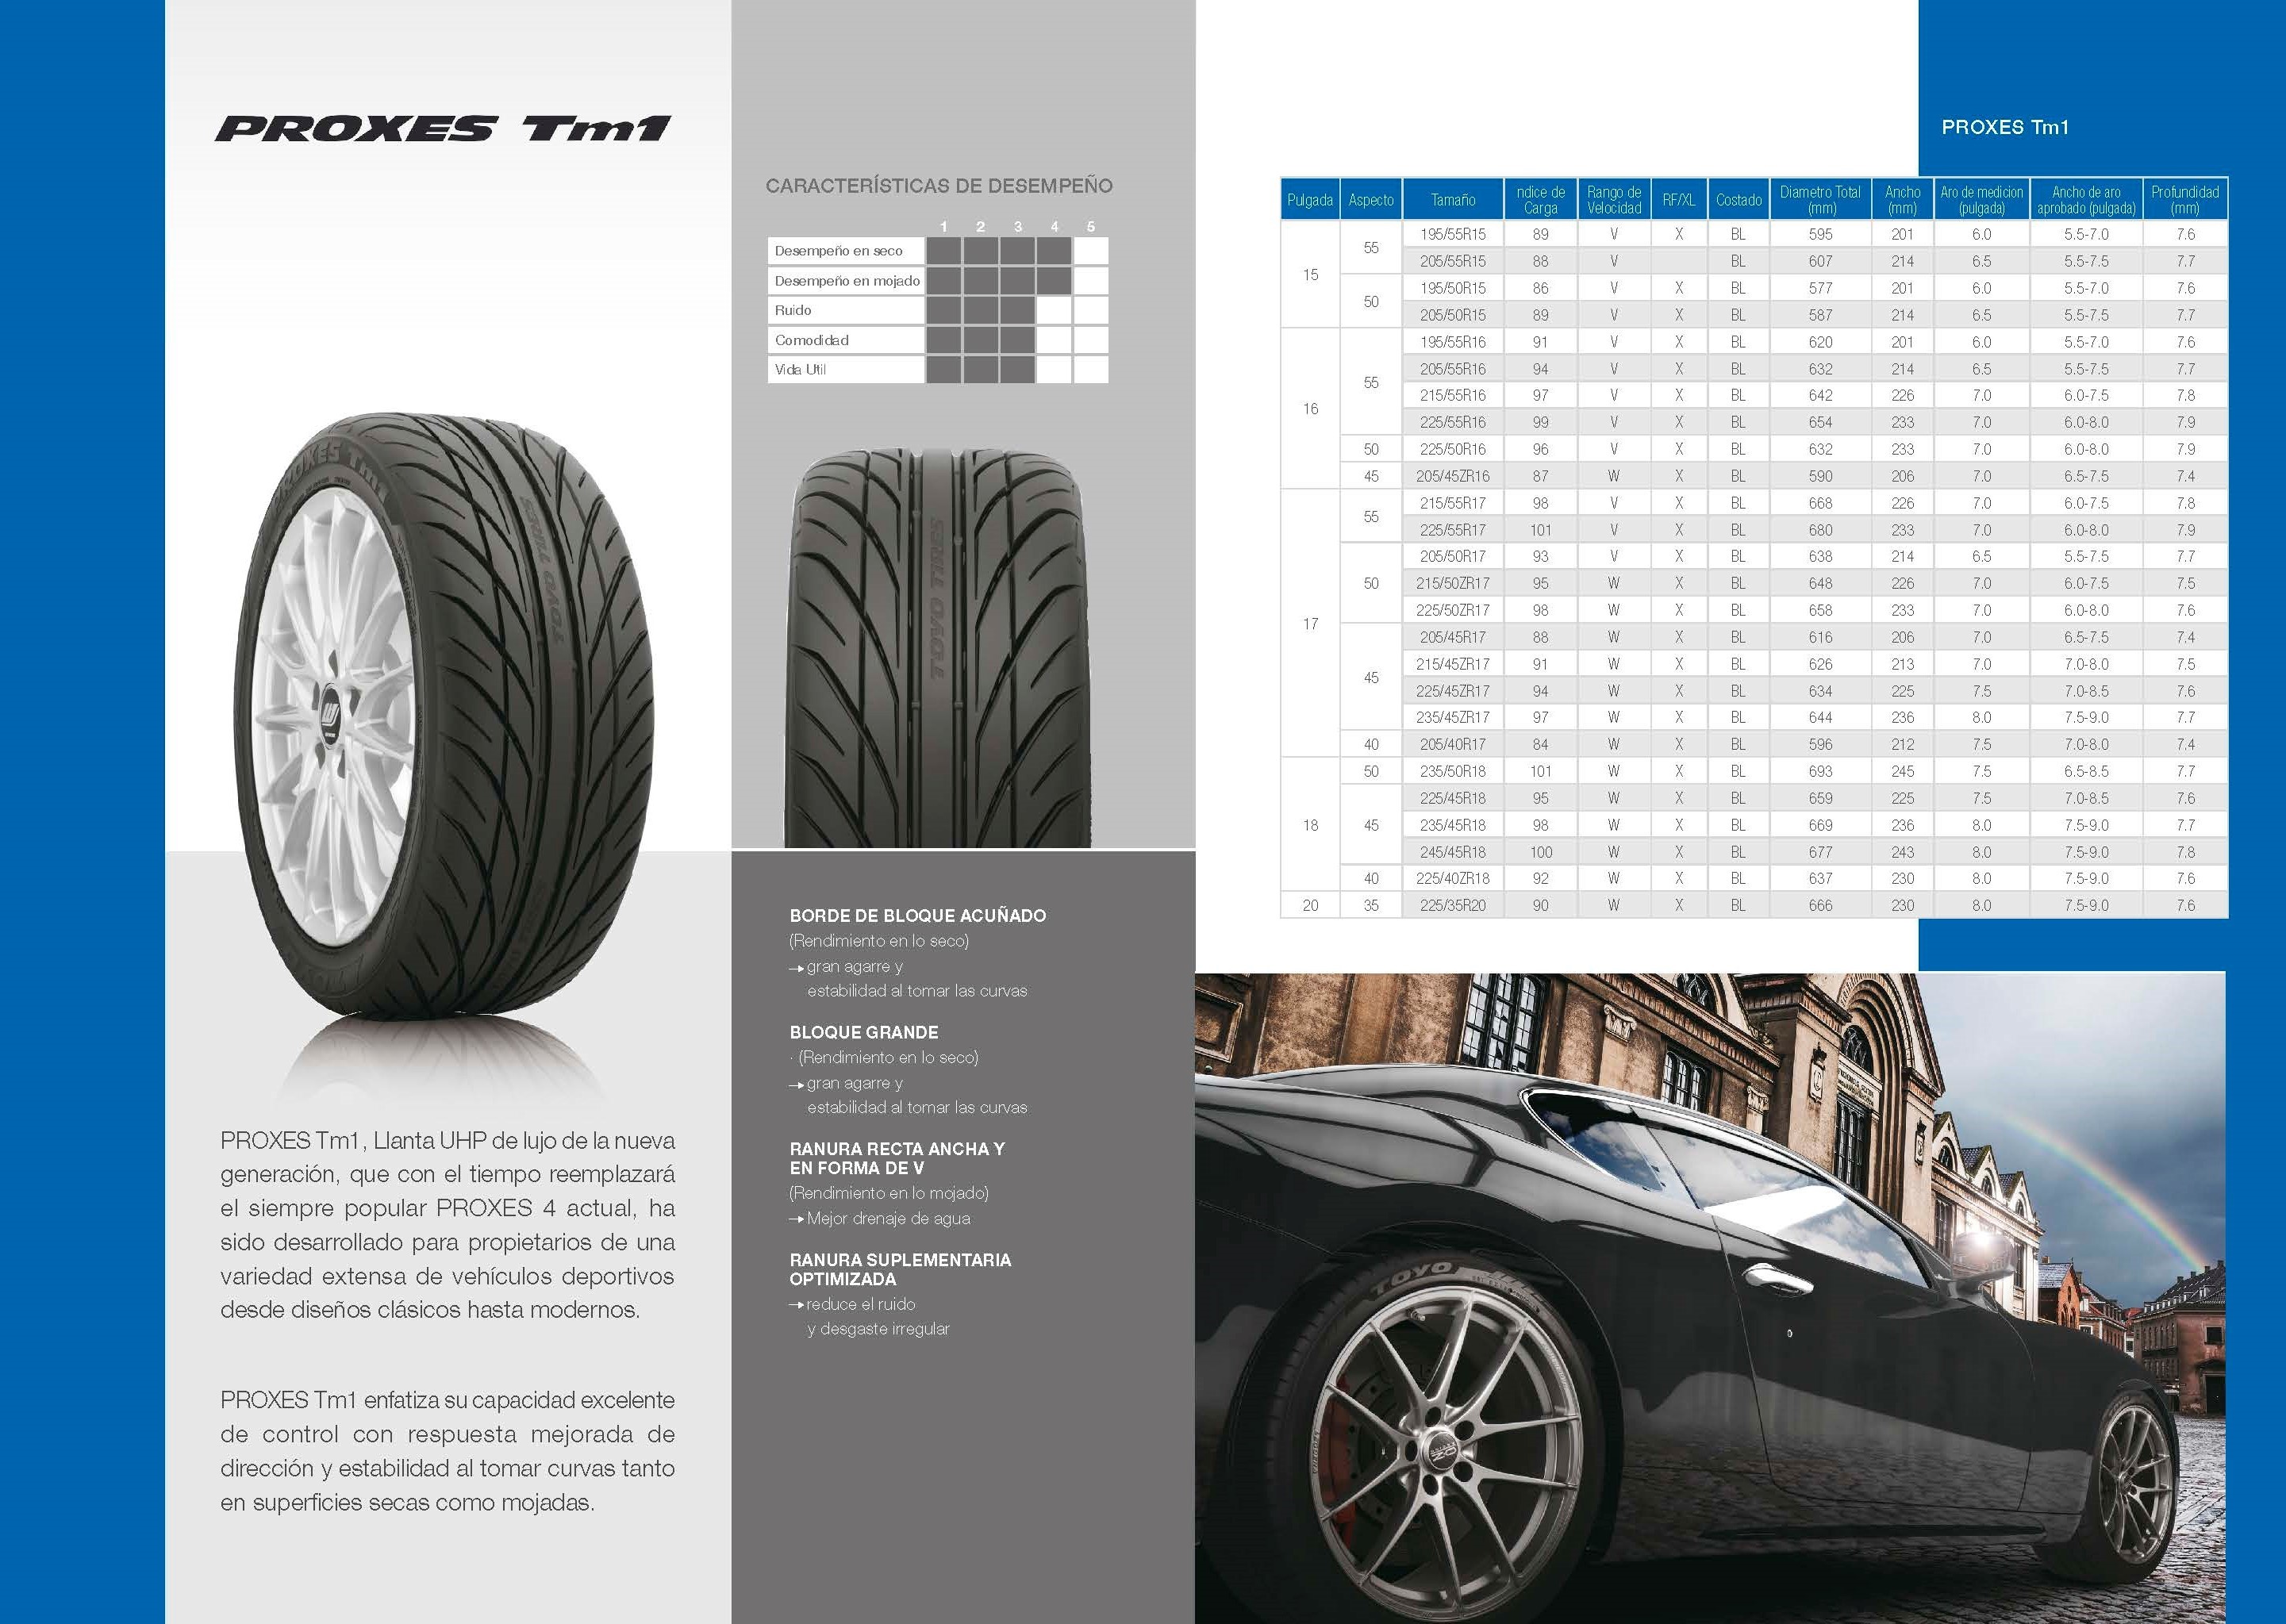 PROXES Tm1
PROXES Tm1, Llanta UHP de lujo de la nueva
generación, que con el tiempo reemplazará
el siempre popular PROXES 4 actual, ha
sido desarrollado para propietarios de una
variedad extensa de vehículos deportivos
desde diseños clásicos hasta modernos.
PROXES Tm1 enfatiza su capacidad excelente
de control con respuesta mejorada de
dirección y estabilidad al tomar curvas tanto
en superficies secas como mojadas.
CARACTERÍSTICAS DE DESEMPEÑO
1 2 3 4 5
Desempeño en seco
Desempeño en mojado
Ruido
Comodidad
Vida Util
TOYO TIRES
BORDE DE BLOQUE ACUÑADO
(Rendimiento en lo seco)
→ gran agarre y
estabilidad al tomar las curvas
BLOQUE GRANDE
· (Rendimiento en lo seco)
→ gran agarre y
estabilidad al tomar las curvas
RANURA RECTA ANCHA Y
EN FORMA DE V
(Rendimiento en lo mojado)
→ Mejor drenaje de agua
RANURA SUPLEMENTARIA
OPTIMIZADA
→ reduce el ruido
y desgaste irregular
PROXES Tm1
Pulgada Aspecto Tamaño ndice de Carga Rango de Velocidad RF/XL Costado Diametro Total (mm) Ancho (mm) Aro de medicion (pulgada) Ancho de aro aprobado (pulgada) Profundidad (mm)
15 55 195/55R15 89 V X BL 595 201 6.0 5.5-7.0 7.6
205/55R15 88 V BL 607 214 6.5 5.5-7.5 7.7
50 195/50R15 86 V X BL 577 201 6.0 5.5-7.0 7.6
205/50R15 89 V X BL 587 214 6.5 5.5-7.5 7.7
16 55 195/55R16 91 V X BL 620 201 6.0 5.5-7.0 7.6
205/55R16 94 V X BL 632 214 6.5 5.5-7.5 7.7
215/55R16 97 V X BL 642 226 7.0 6.0-7.5 7.8
225/55R16 99 V X BL 654 233 7.0 6.0-8.0 7.9
50 225/50R16 96 V X BL 632 233 7.0 6.0-8.0 7.9
45 205/45ZR16 87 W X BL 590 206 7.0 6.5-7.5 7.4
17 55 215/55R17 98 V X BL 668 226 7.0 6.0-7.5 7.8
225/55R17 101 V X BL 680 233 7.0 6.0-8.0 7.9
50 205/50R17 93 V X BL 638 214 6.5 5.5-7.5 7.7
215/50ZR17 95 W X BL 648 226 7.0 6.0-7.5 7.5
225/50ZR17 98 W X BL 658 233 7.0 6.0-8.0 7.6
45 205/45R17 88 W X BL 616 206 7.0 6.5-7.5 7.4
215/45ZR17 91 W X BL 626 213 7.0 7.0-8.0 7.5
225/45ZR17 94 W X BL 634 225 7.5 7.0-8.5 7.6
235/45ZR17 97 W X BL 644 236 8.0 7.5-9.0 7.7
40 205/40R17 84 W X BL 596 212 7.5 7.0-8.0 7.4
18 50 235/50R18 101 W X BL 693 245 7.5 6.5-8.5 7.7
45 225/45R18 95 W X BL 659 225 7.5 7.0-8.5 7.6
235/45R18 98 W X BL 669 236 8.0 7.5-9.0 7.7
245/45R18 100 W X BL 677 243 8.0 7.5-9.0 7.8
40 225/40ZR18 92 W X BL 637 230 8.0 7.5-9.0 7.6
20 35 225/35R20 90 W X BL 666 230 8.0 7.5-9.0 7.6
TOYO
OZ